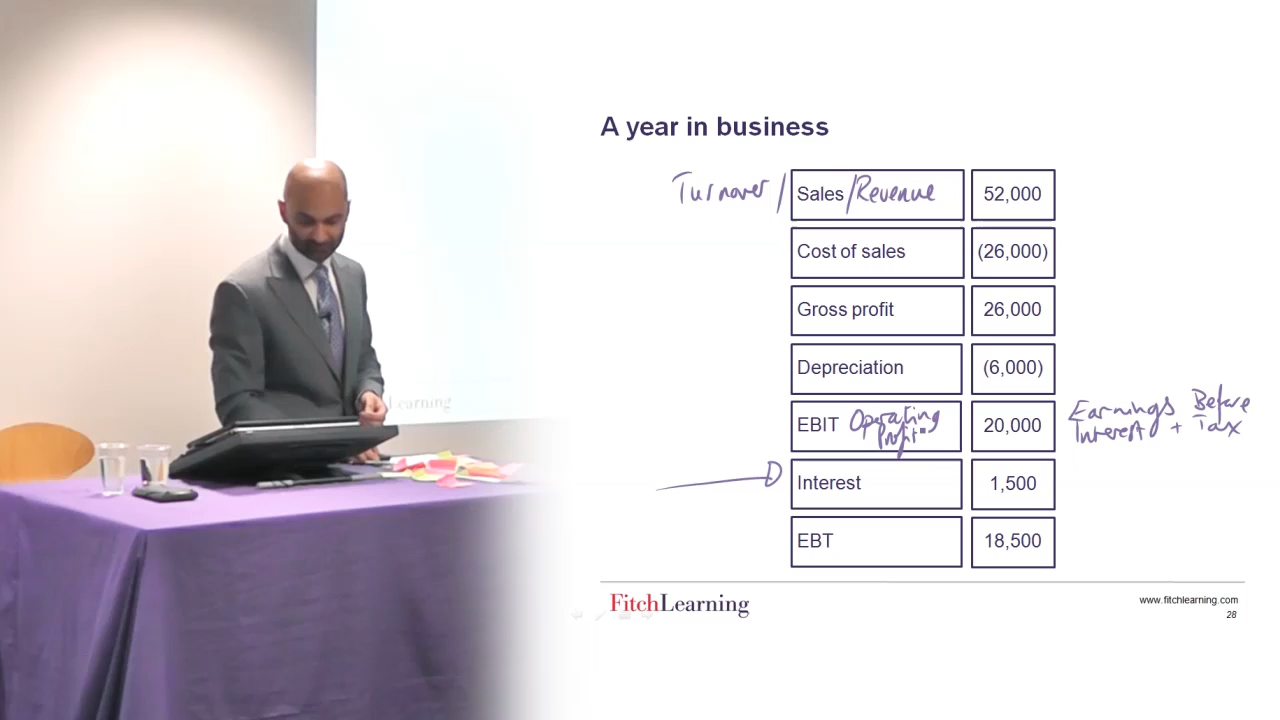 A year in business
Turnover / Sales /Revenue 52,000
Cost of sales (26,000)
Gross profit 26,000
Depreciation (6,000)
EBIT Operating Profit 20,000 Earnings Before Interest + Tax
Interest 1,500
EBT 18,500
Learning
FitchLearning
www.fitchlearning.com
28